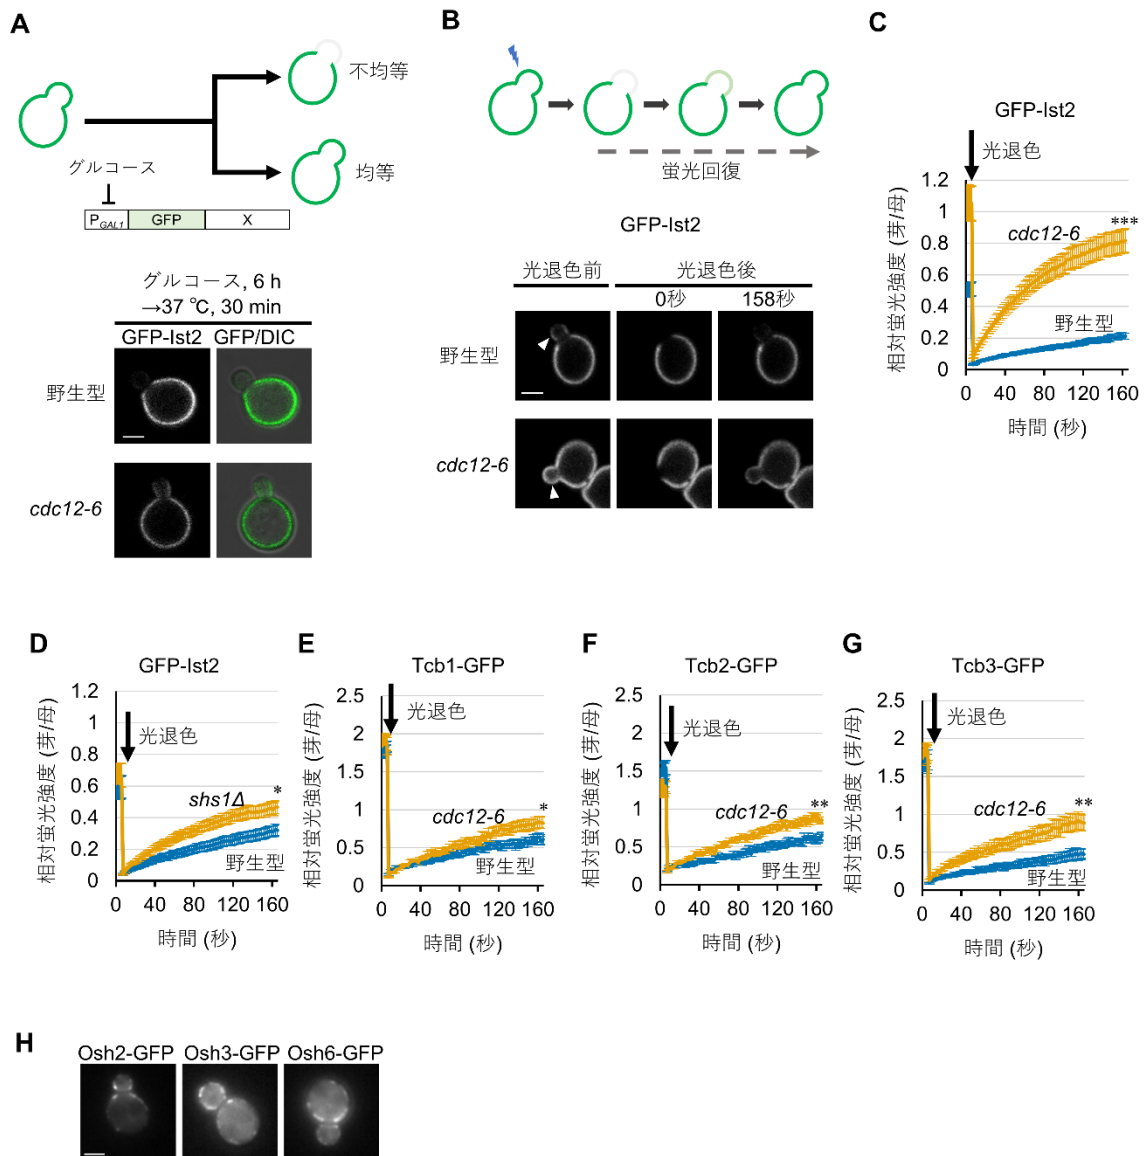 A
不均等
グルコース
均等
P_GAL1 GFP X
グルコース, 6 h
→37 ℃, 30 min
GFP-Ist2 GFP/DIC
野生型
cdc12-6
B
蛍光回復
GFP-Ist2
光退色前 光退色後
0秒 158秒
野生型
cdc12-6
C
GFP-Ist2
光退色
1.2
1
0.8
0.6
0.4
0.2
0
cdc12-6
***
野生型
相対蛍光強度 (芽/母)
0 40 80 120 160
時間 (秒)
D
GFP-Ist2
光退色
1.2
1
0.8
0.6
0.4
0.2
0
shs1Δ
*
野生型
相対蛍光強度 (芽/母)
0 40 80 120 160
時間 (秒)
E
Tcb1-GFP
光退色
2.5
2
1.5
1
0.5
0
cdc12-6
*
野生型
相対蛍光強度 (芽/母)
0 40 80 120 160
時間 (秒)
F
Tcb2-GFP
光退色
2.5
2
1.5
1
0.5
0
cdc12-6
**
野生型
相対蛍光強度 (芽/母)
0 40 80 120 160
時間 (秒)
G
Tcb3-GFP
光退色
2.5
2
1.5
1
0.5
0
cdc12-6
**
野生型
相対蛍光強度 (芽/母)
0 40 80 120 160
時間 (秒)
H
Osh2-GFP Osh3-GFP Osh6-GFP